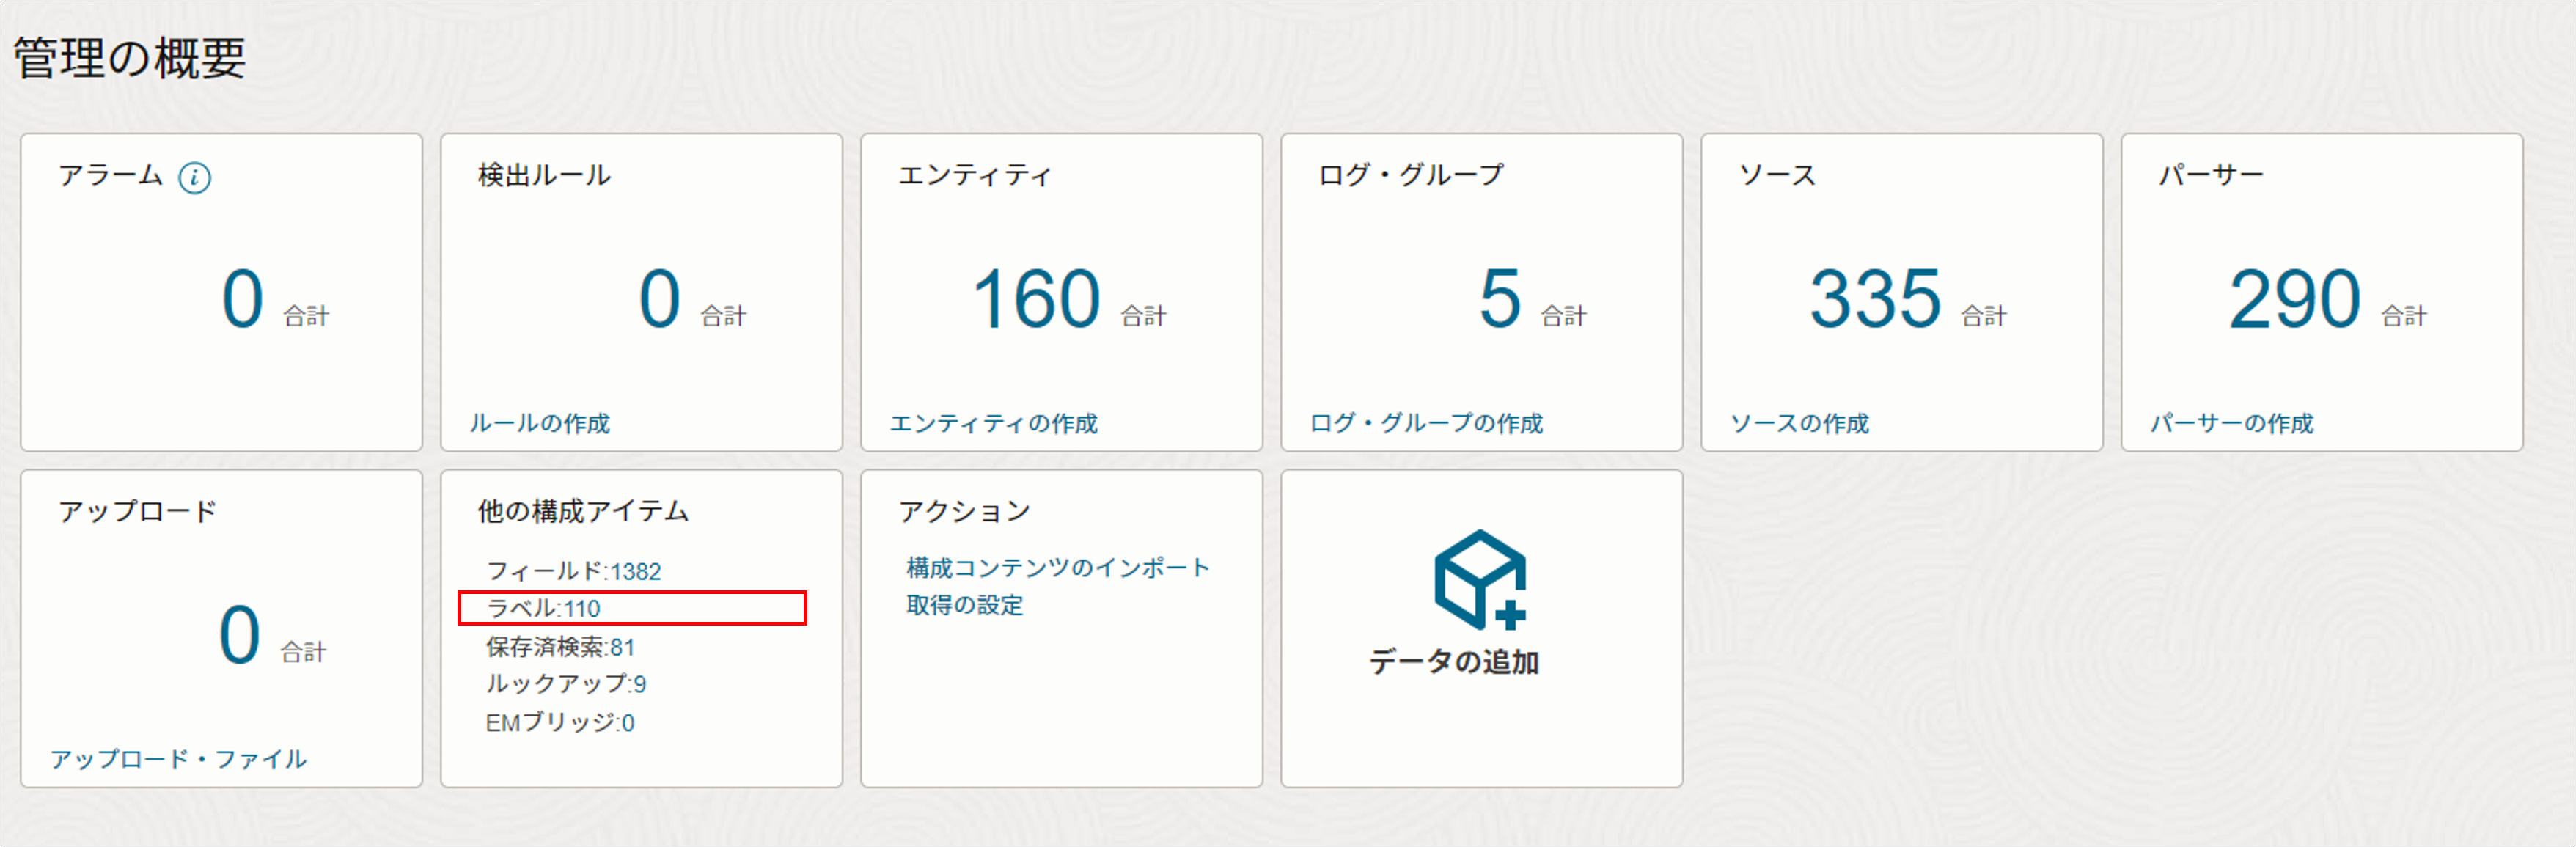 管理の概要
アラーム i
0 合計
検出ルール
0 合計
ルールの作成
エンティティ
160 合計
エンティティの作成
ログ・グループ
5 合計
ログ・グループの作成
ソース
335 合計
ソースの作成
パーサー
290 合計
パーサーの作成
アップロード
0 合計
アップロード・ファイル
他の構成アイテム
フィールド:1382
ラベル:110
保存済検索:81
ルックアップ:9
EMブリッジ:0
アクション
構成コンテンツのインポート
取得の設定
データの追加